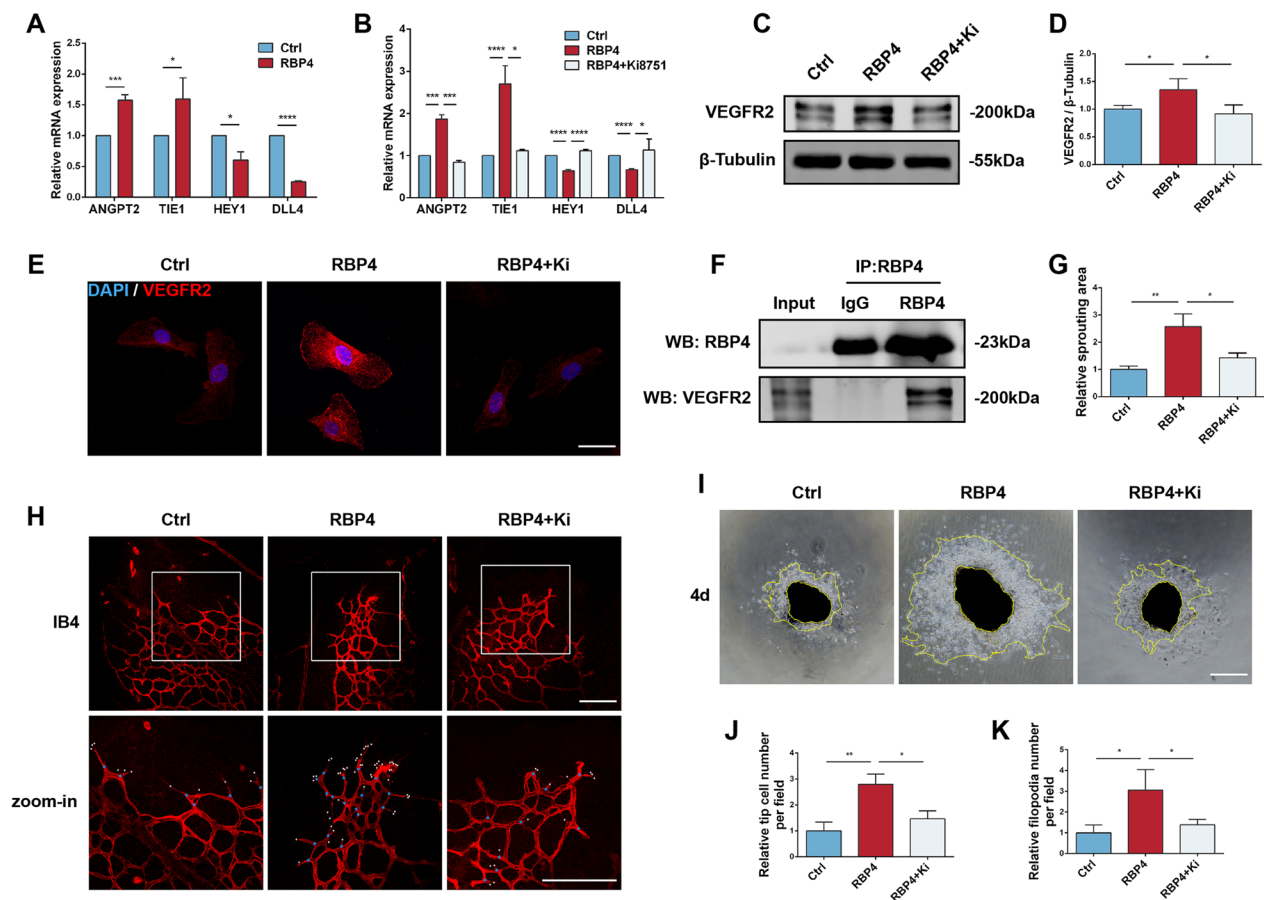 A
Relative mRNA expression
2.5
2.0
1.5
1.0
0.5
0.0
Ctrl
RBP4
***
*
*
****
ANGPT2 TIE1 HEY1 DLL4
B
Relative mRNA expression
4
3
2
1
0
Ctrl
RBP4
RBP4+Ki8751
*** ***
**** *
**** ****
**** *
ANGPT2 TIE1 HEY1 DLL4
C
Ctrl RBP4 RBP4+Ki
VEGFR2 -200kDa
β-Tubulin -55kDa
D
VEGFR2 / β-Tubulin
2.0
1.5
1.0
0.5
0.0
* *
Ctrl RBP4 RBP4+Ki
E
Ctrl RBP4 RBP4+Ki
DAPI / VEGFR2
F
IP:RBP4
Input IgG RBP4
WB: RBP4 -23kDa
WB: VEGFR2 -200kDa
G
Relative sprouting area
4
3
2
1
0
** *
Ctrl RBP4 RBP4+Ki
H
Ctrl RBP4 RBP4+Ki
IB4
zoom-in
I
Ctrl RBP4 RBP4+Ki
4d
J
Relative tip cell number
per field
5
4
3
2
1
0
** *
Ctrl RBP4 RBP4+Ki
K
Relative filopodia number
per field
5
4
3
2
1
0
* *
Ctrl RBP4 RBP4+Ki